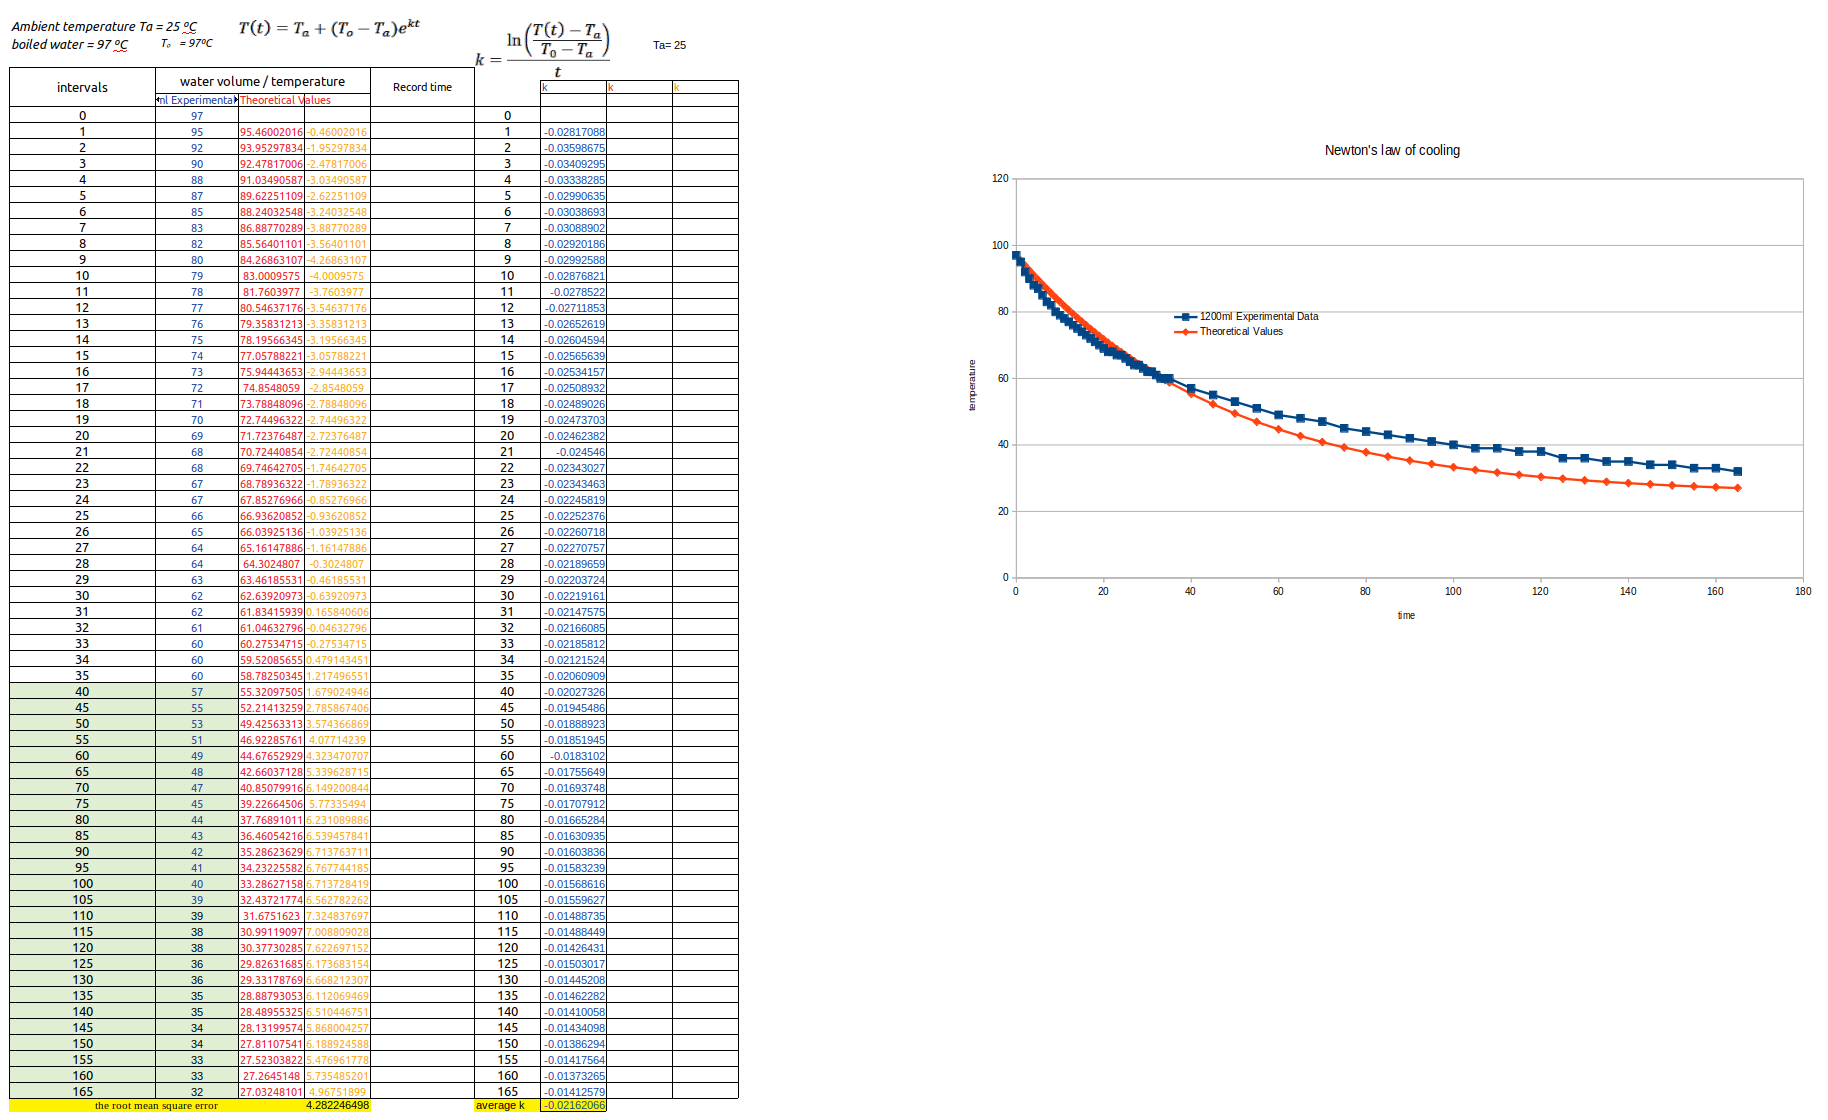 Ambient temperature Ta = 25 ºC
T(t) = Tₐ + (Tₒ − Tₐ)eᵏᵗ
boiled water = 97 ºC Tₒ = 97ºC
k = ln(T(t) − Tₐ / T₀ − Tₐ) / t
Ta= 25
intervals water volume / temperature Record time k k k
nl Experimenta Theoretical Values
0 97 0
1 95 95.46002016 -0.46002016 1 -0.02817088
2 92 93.95297834 -1.95297834 2 -0.03598675
3 90 92.47817006 -2.47817006 3 -0.03409295
4 88 91.03490587 -3.03490587 4 -0.03338285
5 87 89.62251109 -2.62251109 5 -0.02990635
6 85 88.24032548 -3.24032548 6 -0.03038693
7 83 86.88770289 -3.88770289 7 -0.03088902
8 82 85.56401101 -3.56401101 8 -0.02920186
9 80 84.26863107 -4.26863107 9 -0.02992588
10 79 83.0009575 -4.0009575 10 -0.02876821
11 78 81.7603977 -3.7603977 11 -0.0278522
12 77 80.54637176 -3.54637176 12 -0.02711853
13 76 79.35831213 -3.35831213 13 -0.02652619
14 75 78.19566345 -3.19566345 14 -0.02604594
15 74 77.05788221 -3.05788221 15 -0.02565639
16 73 75.94443653 -2.94443653 16 -0.02534157
17 72 74.8548059 -2.8548059 17 -0.02508932
18 71 73.78848096 -2.78848096 18 -0.02489026
19 70 72.74496322 -2.74496322 19 -0.02473703
20 69 71.72376487 -2.72376487 20 -0.02462382
21 68 70.72440854 -2.72440854 21 -0.024546
22 68 69.74642705 -1.74642705 22 -0.02343027
23 67 68.78936322 -1.78936322 23 -0.02343463
24 67 67.85276966 -0.85276966 24 -0.02245819
25 66 66.93620852 -0.93620852 25 -0.02252376
26 65 66.03925136 -1.03925136 26 -0.02260718
27 64 65.16147886 -1.16147886 27 -0.02270757
28 64 64.3024807 -0.3024807 28 -0.02189659
29 63 63.46185531 -0.46185531 29 -0.02203724
30 62 62.63920973 -0.63920973 30 -0.02219161
31 62 61.83415939 0.165840606 31 -0.02147575
32 61 61.04632796 -0.04632796 32 -0.02166085
33 60 60.27534715 -0.27534715 33 -0.02185812
34 60 59.52085655 0.479143451 34 -0.02121524
35 60 58.78250345 1.217496551 35 -0.02060909
40 57 55.32097505 1.679024946 40 -0.02027326
45 55 52.21413259 2.785867406 45 -0.01945486
50 53 49.42563313 3.574366869 50 -0.01888923
55 51 46.92285761 4.07714239 55 -0.01851945
60 49 44.67652929 4.323470707 60 -0.0183102
65 48 42.66037128 5.339628715 65 -0.01755649
70 47 40.85079916 6.149200844 70 -0.01693748
75 45 39.22664506 5.77335494 75 -0.01707912
80 44 37.76891011 6.231089886 80 -0.01665284
85 43 36.46054216 6.539457841 85 -0.01630935
90 42 35.28623629 6.713763711 90 -0.01603836
95 41 34.23225582 6.767744185 95 -0.01583239
100 40 33.28627158 6.713728419 100 -0.01568616
105 39 32.43721774 6.562782262 105 -0.01559627
110 39 31.6751623 7.324837697 110 -0.01488735
115 38 30.99119097 7.008809028 115 -0.01488449
120 38 30.37730285 7.622697152 120 -0.01426431
125 36 29.82631685 6.173683154 125 -0.01503017
130 36 29.33178769 6.668212307 130 -0.01445208
135 35 28.88793053 6.112069469 135 -0.01462282
140 35 28.48955325 6.510446751 140 -0.01410058
145 34 28.13199574 5.868004257 145 -0.01434098
150 34 27.81107541 6.188924588 150 -0.01386294
155 33 27.52303822 5.476961778 155 -0.01417564
160 33 27.2645148 5.735485201 160 -0.01373265
165 32 27.03248101 4.96751899 165 -0.01412579
the root mean square error 4.282246498 average k -0.02162066
Newton's law of cooling
120
100
80
60
40
20
0
temperature
1200ml Experimental Data
Theoretical Values
0 20 40 60 80 100 120 140 160 180
time